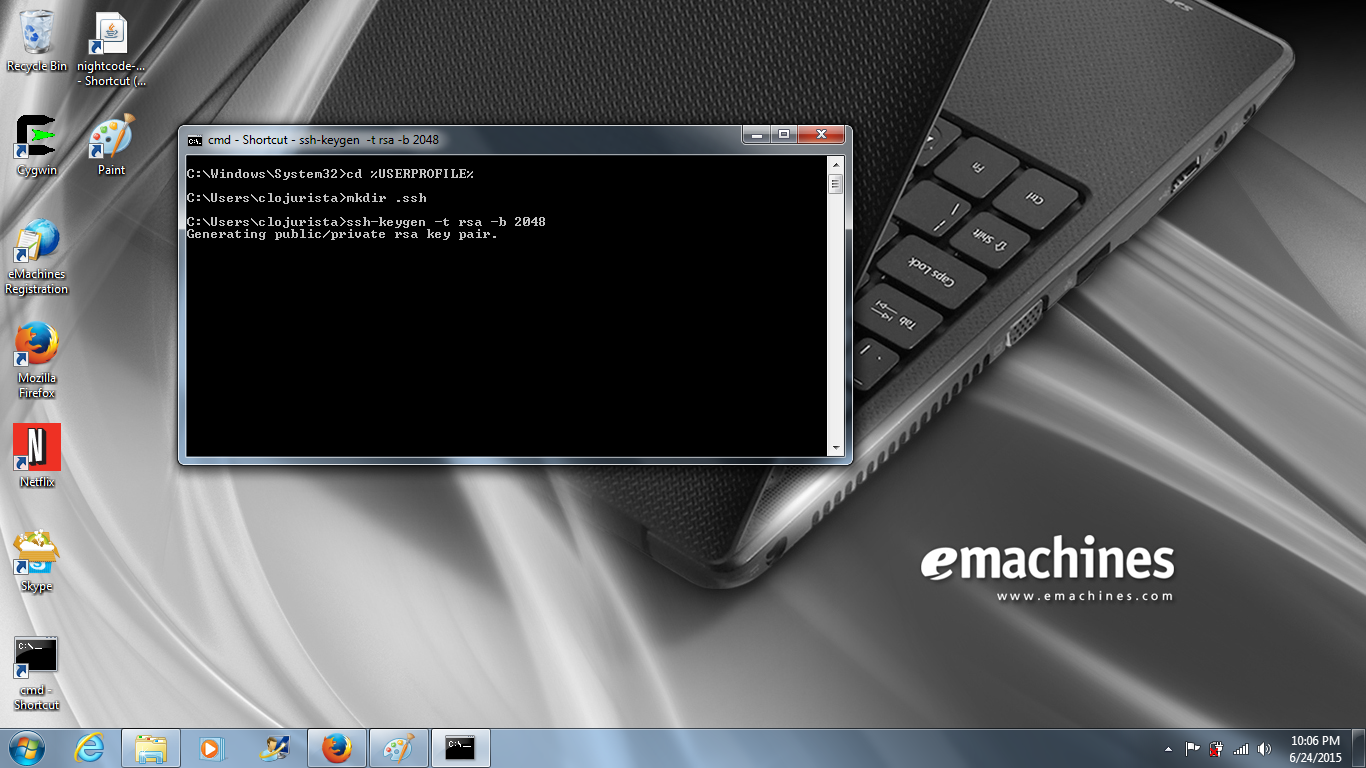 Recycle Bin
nightcode-...
- Shortcut (...
Cygwin
Paint
eMachines
Registration
Mozilla
Firefox
N
Netflix
S
Skype
C:\_
cmd -
Shortcut
C:\. cmd - Shortcut - ssh-keygen -t rsa -b 2048
C:\Windows\System32>cd %USERPROFILE%
C:\Users\clojurista>mkdir .ssh
C:\Users\clojurista>ssh-keygen -t rsa -b 2048
Generating public/private rsa key pair.
Fn
Ctrl
Shift
Caps Lock
Tab
emachines
www.emachines.com
C:\_
10:06 PM
6/24/2015